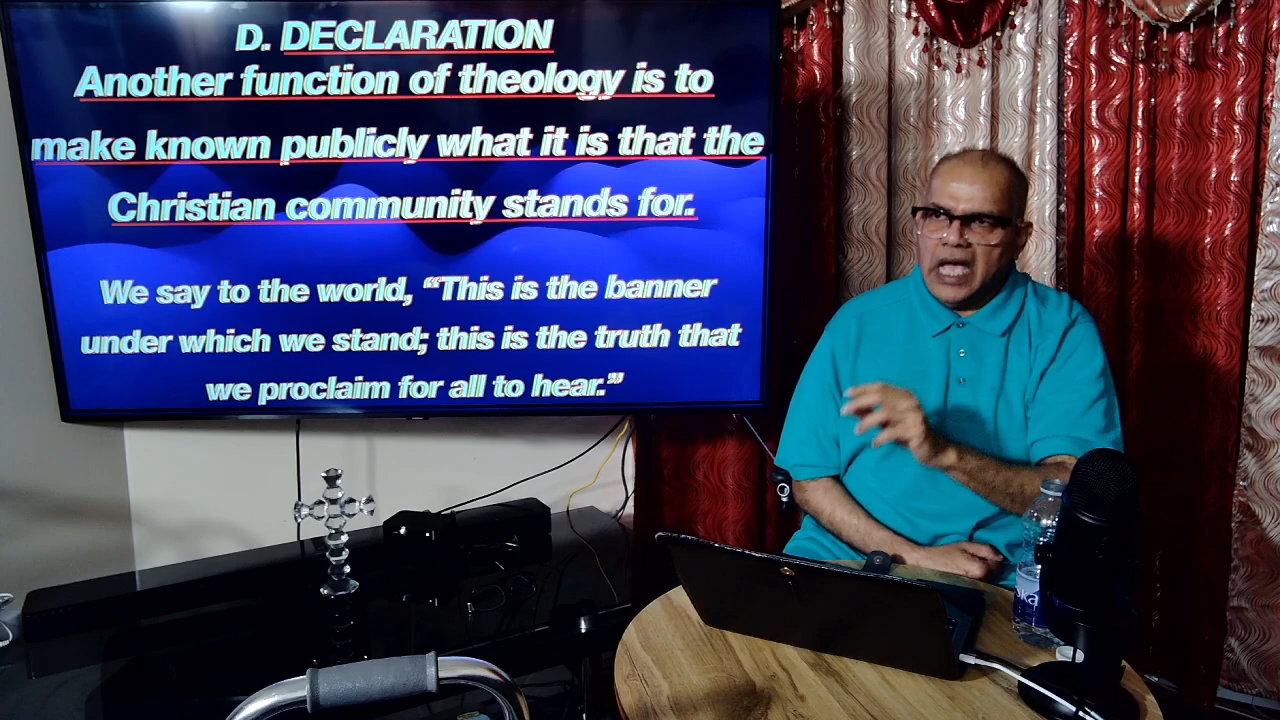 D. DECLARATION
Another function of theology is to
make known publicly what it is that the
Christian community stands for.
We say to the world, “This is the banner
under which we stand; this is the truth that
we proclaim for all to hear.”